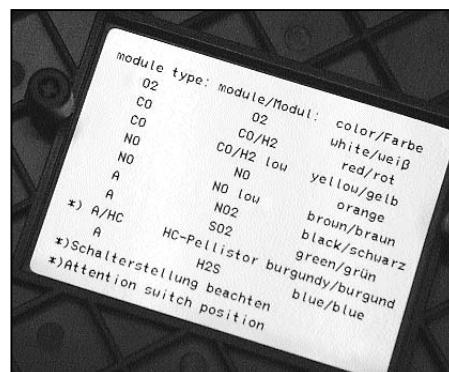 module type: module/Modul: color/Farbe
O2 O2 white/weiß
CO CO/H2 red/rot
CO CO/H2 low yellow/gelb
NO NO orange
NO NO low brown/braun
A NO2 black/schwarz
A SO2 green/grün
*) A/HC HC-Pellistor burgundy/burgund
A H2S blue/blue
*)Schalterstellung beachten
*)Attention switch position